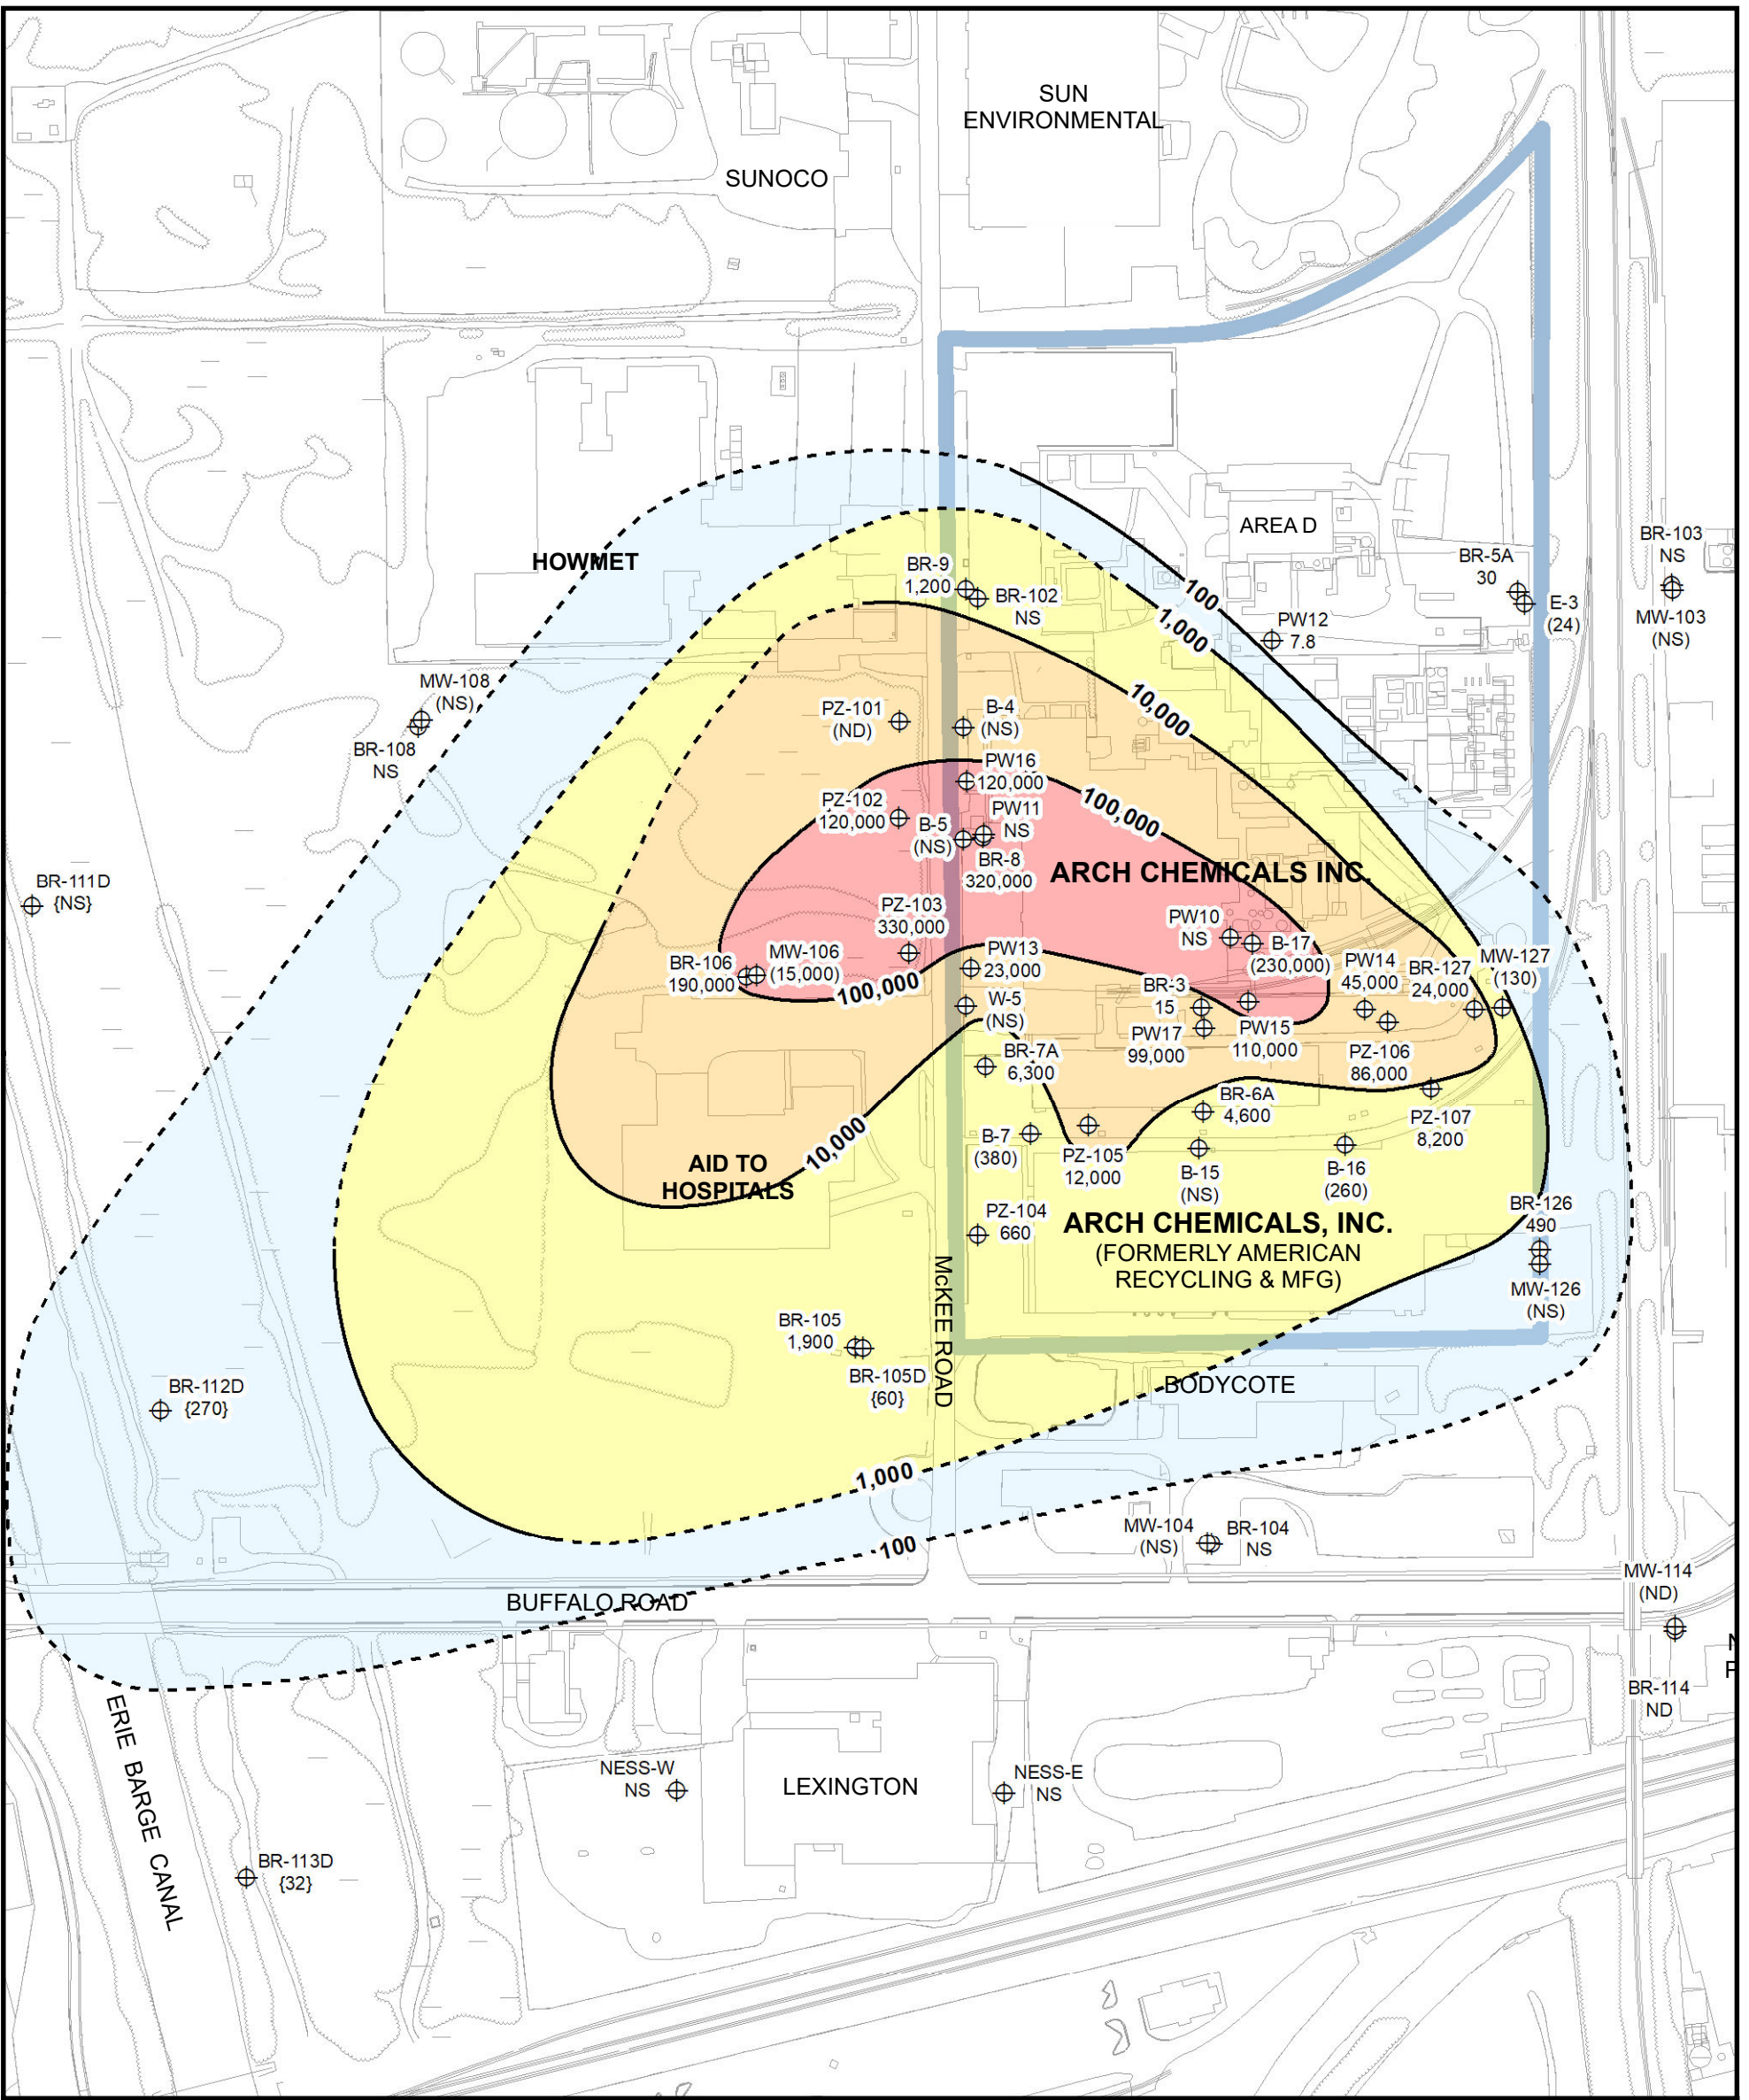 SUN
ENVIRONMENTAL
SUNOCO
AREA D
HOWMET
BR-103
NS
MW-103
(NS)
BR-5A
30
E-3
(24)
BR-9
1,200
BR-102
NS
100
1,000
PW12
7.8
10,000
MW-108
(NS)
BR-108
NS
PZ-101
(ND)
B-4
(NS)
PW16
120,000
100,000
PZ-102
120,000
B-5
(NS)
PW11
NS
BR-8
320,000
ARCH CHEMICALS INC.
BR-111D
{NS}
PZ-103
330,000
PW10
NS
B-17
(230,000)
BR-106
190,000
MW-106
(15,000)
100,000
PW13
23,000
W-5
(NS)
BR-3
15
PW17
99,000
PW15
110,000
PW14
45,000
BR-127
24,000
MW-127
(130)
PZ-106
86,000
BR-7A
6,300
BR-6A
4,600
PZ-107
8,200
10,000
B-7
(380)
PZ-105
12,000
B-15
(NS)
B-16
(260)
AID TO
HOSPITALS
PZ-104
660
ARCH CHEMICALS, INC.
(FORMERLY AMERICAN
RECYCLING & MFG)
BR-126
490
MW-126
(NS)
McKEE ROAD
BR-105
1,900
BR-105D
{60}
BR-112D
{270}
BODYCOTE
1,000
100
MW-104
(NS)
BR-104
NS
MW-114
(ND)
BR-114
ND
BUFFALO ROAD
ERIE BARGE CANAL
NESS-W
NS
LEXINGTON
NESS-E
NS
BR-113D
{32}